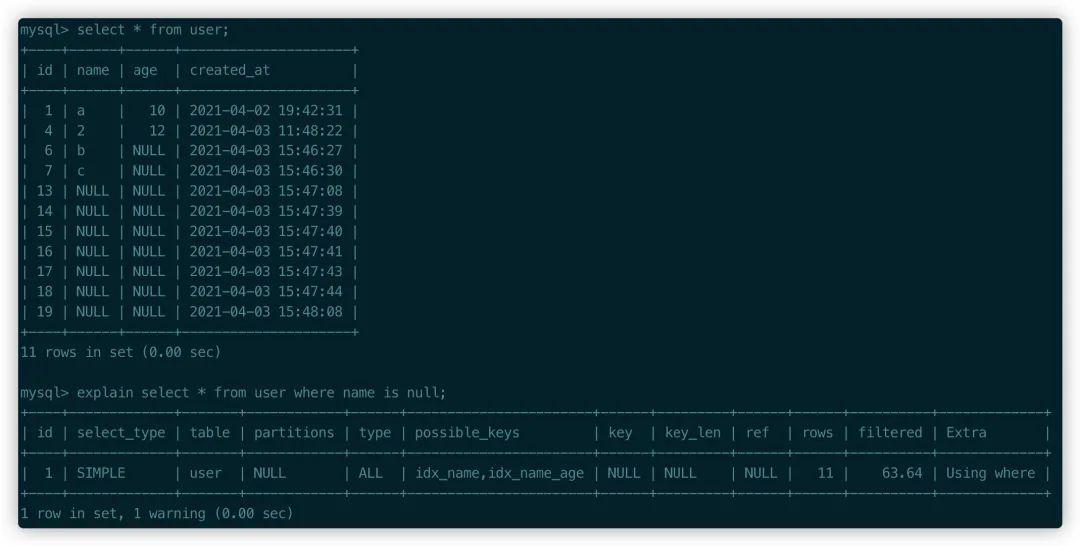 mysql> select * from user;
+----+------+------+---------------------+
| id | name | age  | created_at          |
+----+------+------+---------------------+
|  1 | a    |   10 | 2021-04-02 19:42:31 |
|  4 | 2    |   12 | 2021-04-03 11:48:22 |
|  6 | b    | NULL | 2021-04-03 15:46:27 |
|  7 | c    | NULL | 2021-04-03 15:46:30 |
| 13 | NULL | NULL | 2021-04-03 15:47:08 |
| 14 | NULL | NULL | 2021-04-03 15:47:39 |
| 15 | NULL | NULL | 2021-04-03 15:47:40 |
| 16 | NULL | NULL | 2021-04-03 15:47:41 |
| 17 | NULL | NULL | 2021-04-03 15:47:43 |
| 18 | NULL | NULL | 2021-04-03 15:47:44 |
| 19 | NULL | NULL | 2021-04-03 15:48:08 |
+----+------+------+---------------------+
11 rows in set (0.00 sec)
mysql> explain select * from user where name is null;
+----+-------------+-------+------------+------+-----------------------+------+---------+------+------+----------+-------------+
| id | select_type | table | partitions | type | possible_keys         | key  | key_len | ref  | rows | filtered | Extra       |
+----+-------------+-------+------------+------+-----------------------+------+---------+------+------+----------+-------------+
|  1 | SIMPLE      | user  | NULL       | ALL  | idx_name,idx_name_age | NULL | NULL    | NULL |   11 |    63.64 | Using where |
+----+-------------+-------+------------+------+-----------------------+------+---------+------+------+----------+-------------+
1 row in set, 1 warning (0.00 sec)